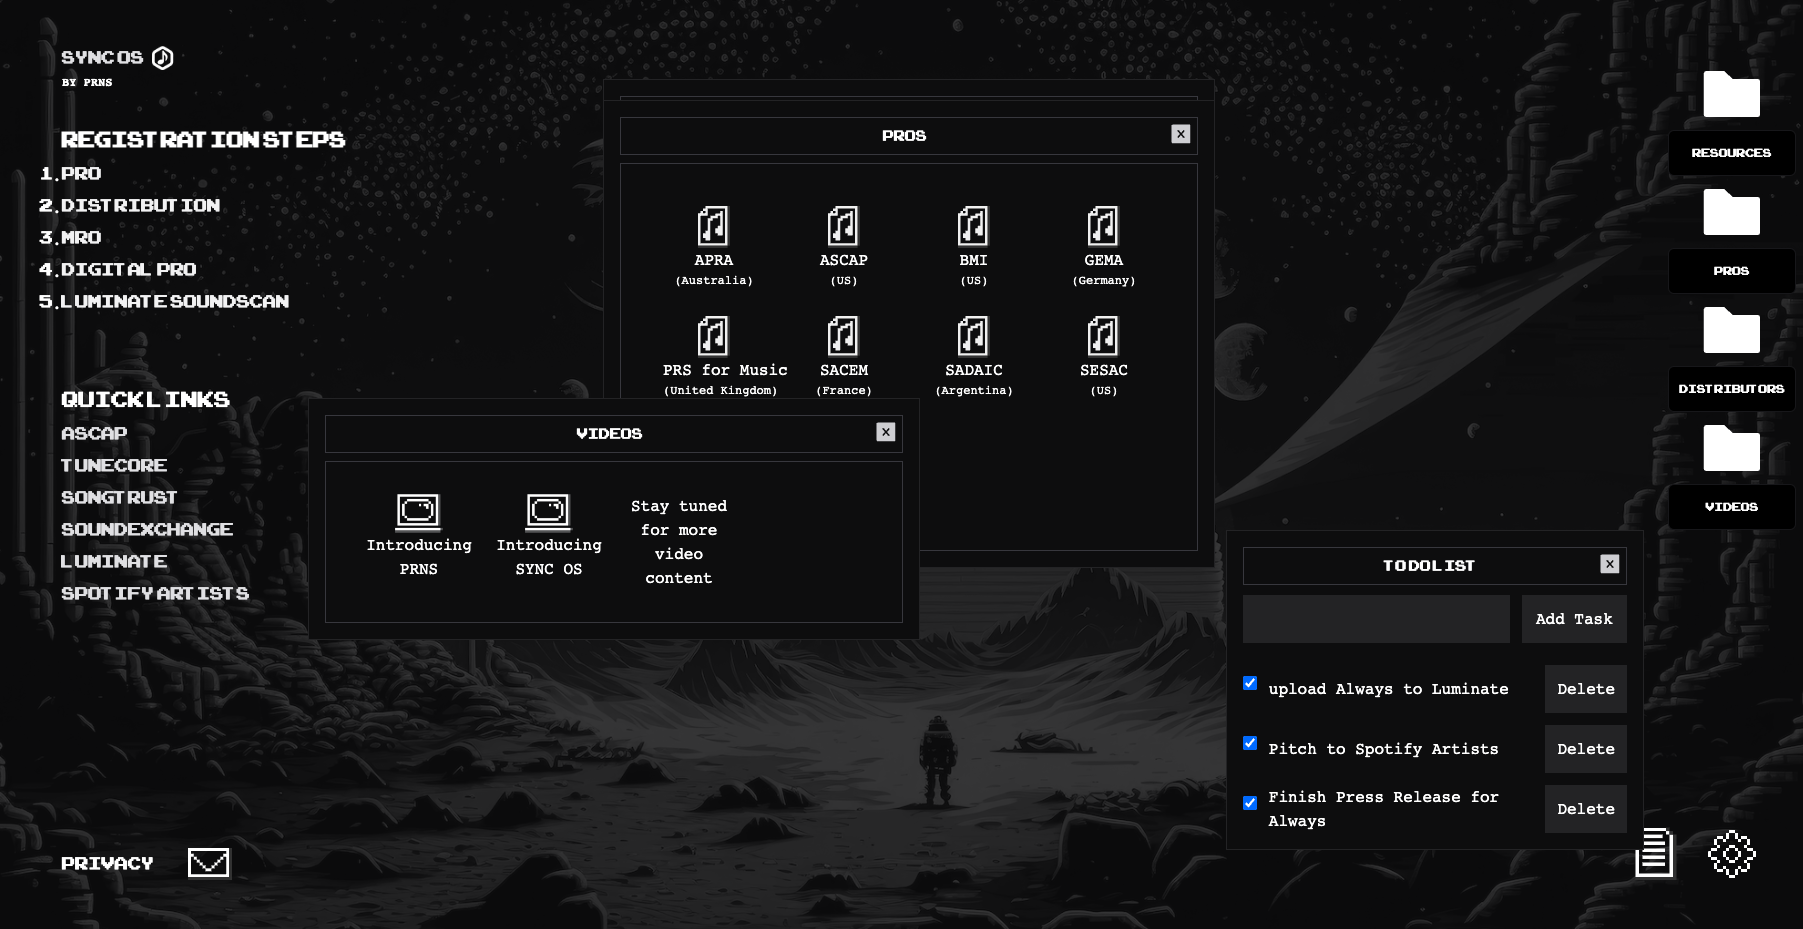 SYNC OS
BY PRNS
REGISTRATION STEPS
1. PRO
2. DISTRIBUTION
3. MRO
4. DIGITAL PRO
5. LUMINATE SOUNDSCAN
QUICK LINKS
ASCAP
TUNECORE
SONGTRUST
SOUNDEXCHANGE
LUMINATE
SPOTIFY ARTISTS
PRIVACY
PROS
x
APRA
(Australia)
ASCAP
(US)
BMI
(US)
GEMA
(Germany)
PRS for Music
(United Kingdom)
SACEM
(France)
SADAIC
(Argentina)
SESAC
(US)
VIDEOS
x
Introducing
PRNS
Introducing
SYNC OS
Stay tuned
for more
video
content
RESOURCES
PROS
DISTRIBUTORS
VIDEOS
TO DO LIST
x
Add Task
upload Always to Luminate
Delete
Pitch to Spotify Artists
Delete
Finish Press Release for
Always
Delete